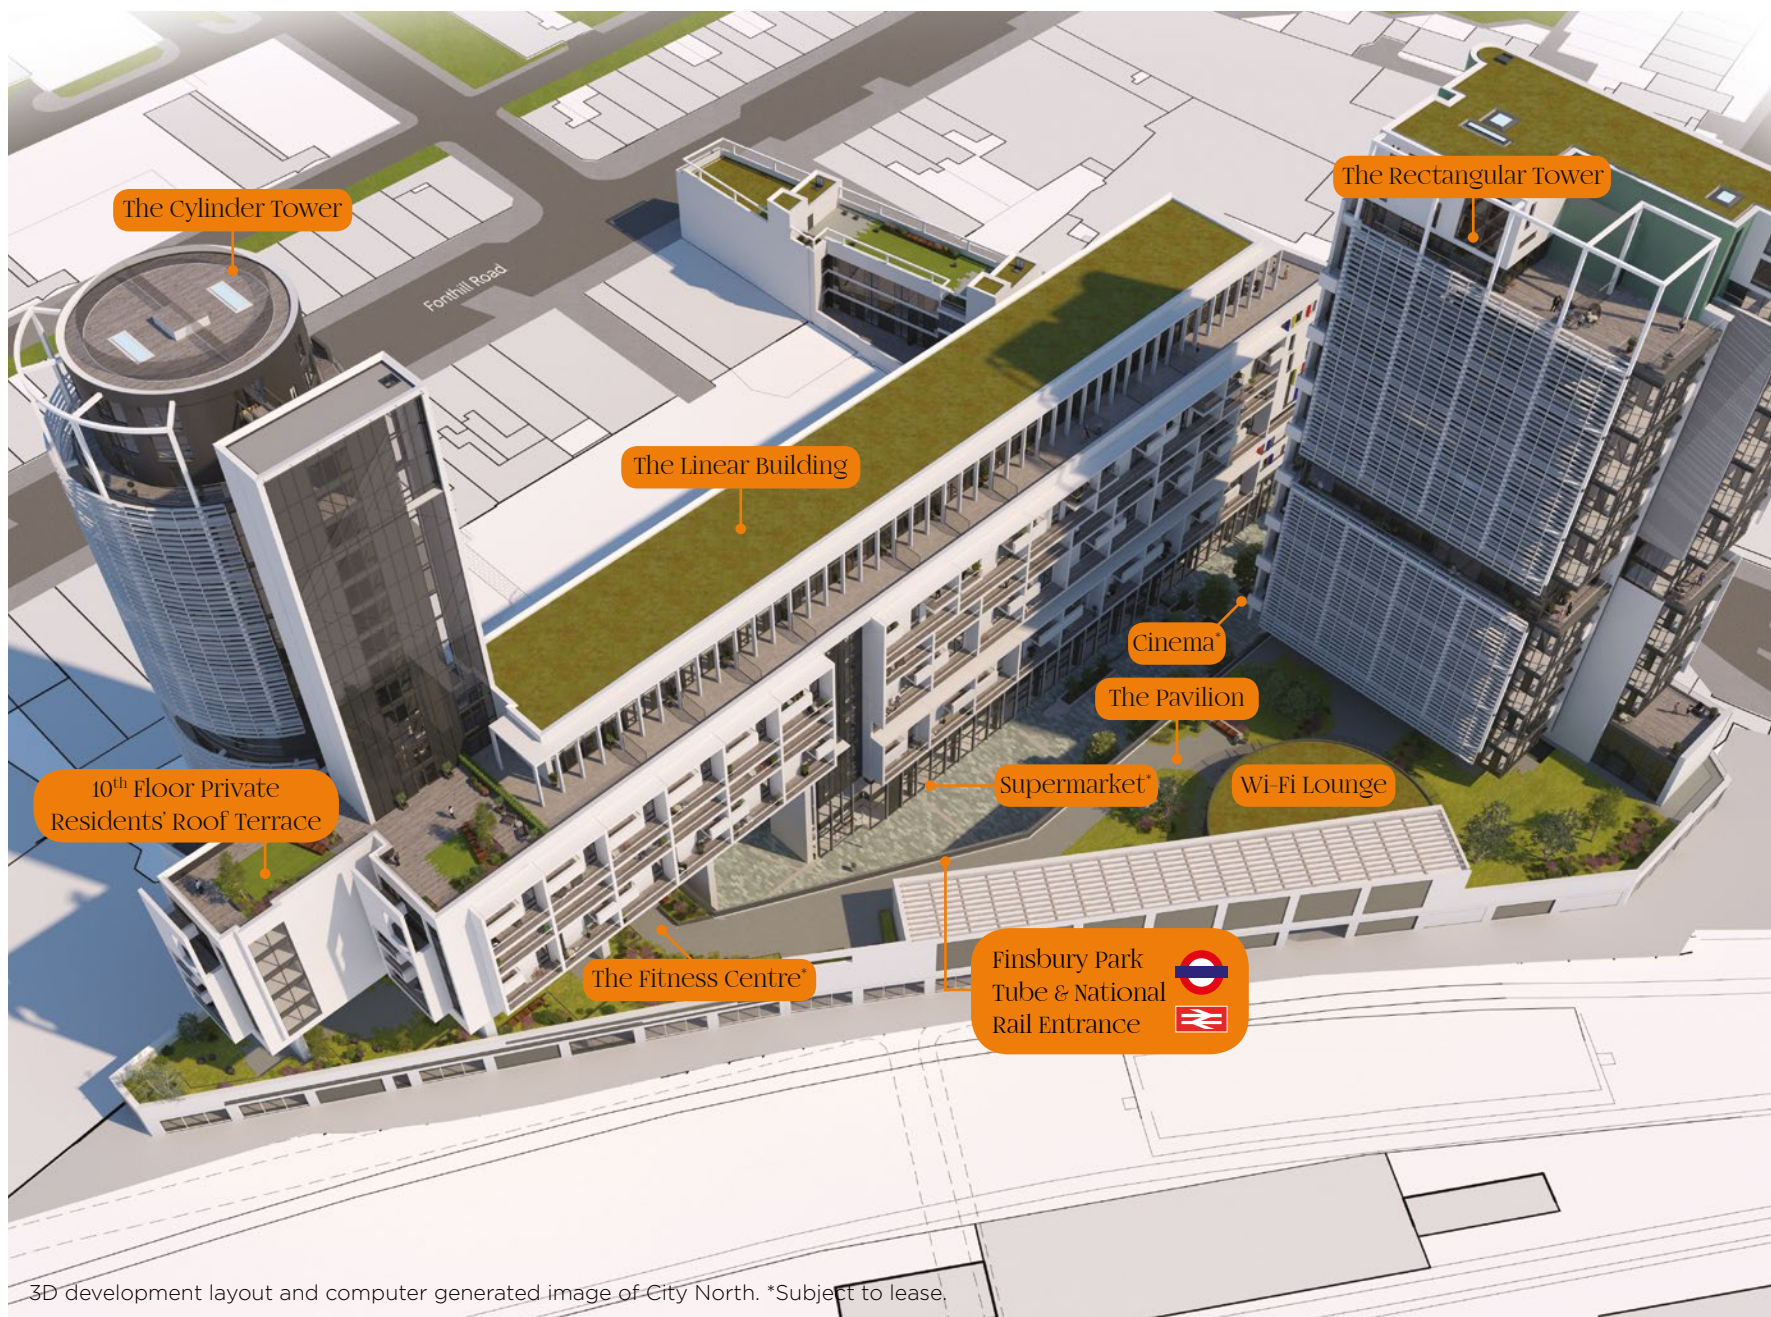 The Rectangular Tower
The Cylinder Tower
Fonthill Road
The Linear Building
Cinema*
The Pavilion
Supermarket*
Wi-Fi Lounge
10th Floor Private
Residents' Roof Terrace
The Fitness Centre*
Finsbury Park
Tube & National
Rail Entrance
3D development layout and computer generated image of City North. *Subject to lease.